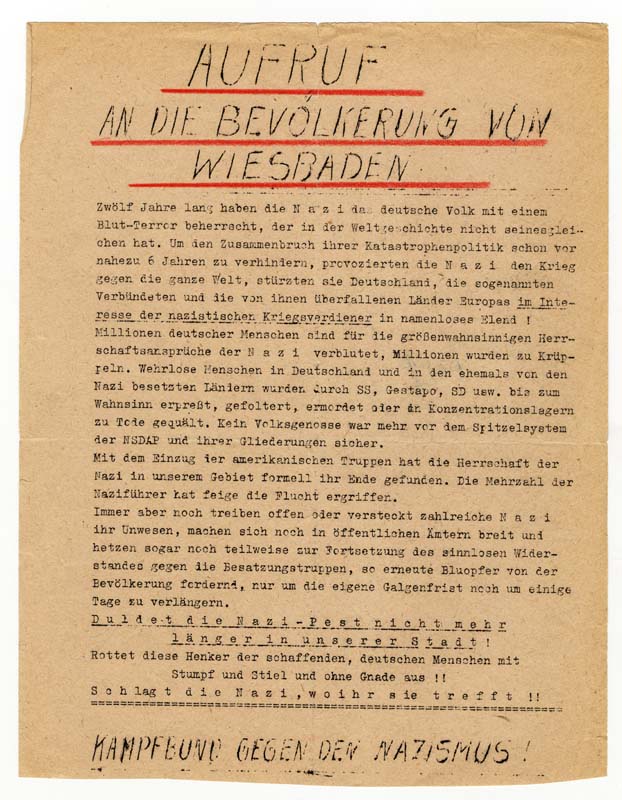 AUFRUF
AN DIE BEVÖLKERUNG VON
WIESBADEN
Zwölf Jahre lang haben die N a z i das deutsche Volk mit einem
Blut-Terror beherrscht, der in der Weltgeschichte nicht seinesglei-
chen hat. Um den Zusammenbruch ihrer Katastrophenpolitik schon vor
nahezu 6 Jahren zu verhindern, provozierten die N a z i den Krieg
gegen die ganze Welt, stürzten sie Deutschland, die sogenannten
Verbündeten und die von ihnen überfallenen Länder Europas im Inte-
resse der nazistischen Kriegsverdiener in namenloses Elend !
Millionen deutscher Menschen sind für die größenwahnsinnigen Herr-
schaftsansprüche der N a z i verblutet, Millionen wurden zu Krüp-
peln. Wehrlose Menschen in Deutschland und in den ehemals von den
Nazi besetzten Ländern wurden durch SS, Gestapo, SD usw. bis zum
Wahnsinn erpreßt, gefoltert, ermordet oder in Konzentrationslagern
zu Tode gequält. Kein Volksgenosse war mehr vor dem Spitzelsystem
der NSDAP und ihrer Gliederungen sicher.
Mit dem Einzug der amerikanischen Truppen hat die Herrschaft der
Nazi in unserem Gebiet formell ihr Ende gefunden. Die Mehrzahl der
Naziführer hat feige die Flucht ergriffen.
Immer aber noch treiben offen oder versteckt zahlreiche N a z i
ihr Unwesen, machen sich noch in öffentlichen Ämtern breit und
hetzen sogar noch teilweise zur Fortsetzung des sinnlosen Wider-
standes gegen die Besatzungstruppen, so erneute Bluopfer von der
Bevölkerung fordernd, nur um die eigene Galgenfrist noch um einige
Tage zu verlängern.
D u l d e t d i e N a z i - P e s t n i c h t m e h r
l ä n g e r i n u n s e r e r S t a d t !
Rottet diese Henker der schaffenden, deutschen Menschen mit
Stumpf und Stiel und ohne Gnade aus !!
S c h l a g t d i e N a z i , w o i h r s i e t r e f f t !!
KAMPFBUND GEGEN DEN NAZISMUS !